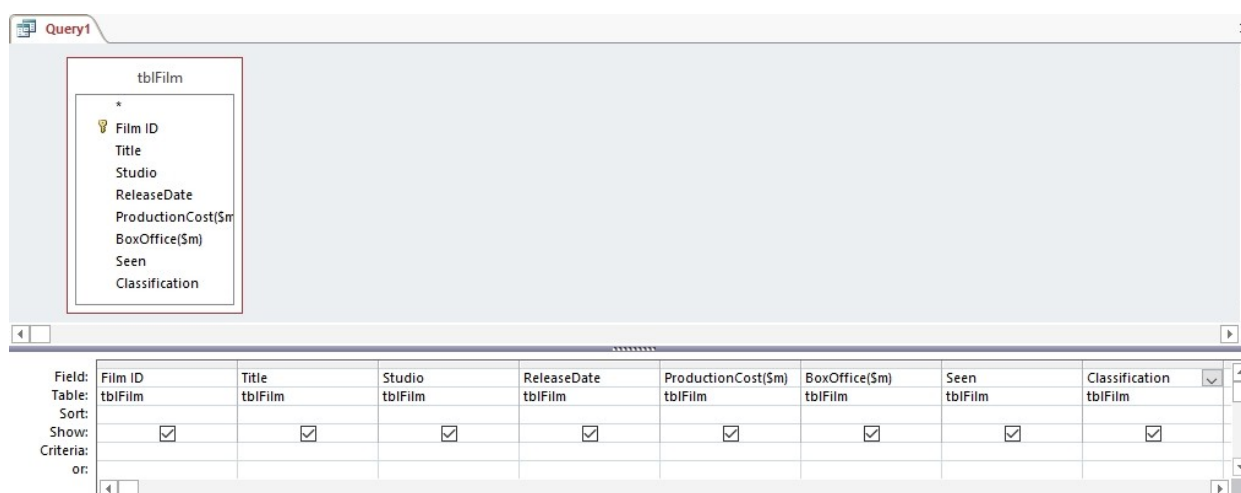 Query1
tblFilm
*
Film ID
Title
Studio
ReleaseDate
ProductionCost($m
BoxOffice($m)
Seen
Classification
Field: Film ID Title Studio ReleaseDate ProductionCost($m) BoxOffice($m) Seen Classification
Table: tblFilm tblFilm tblFilm tblFilm tblFilm tblFilm tblFilm tblFilm
Sort:
Show:
Criteria:
or: